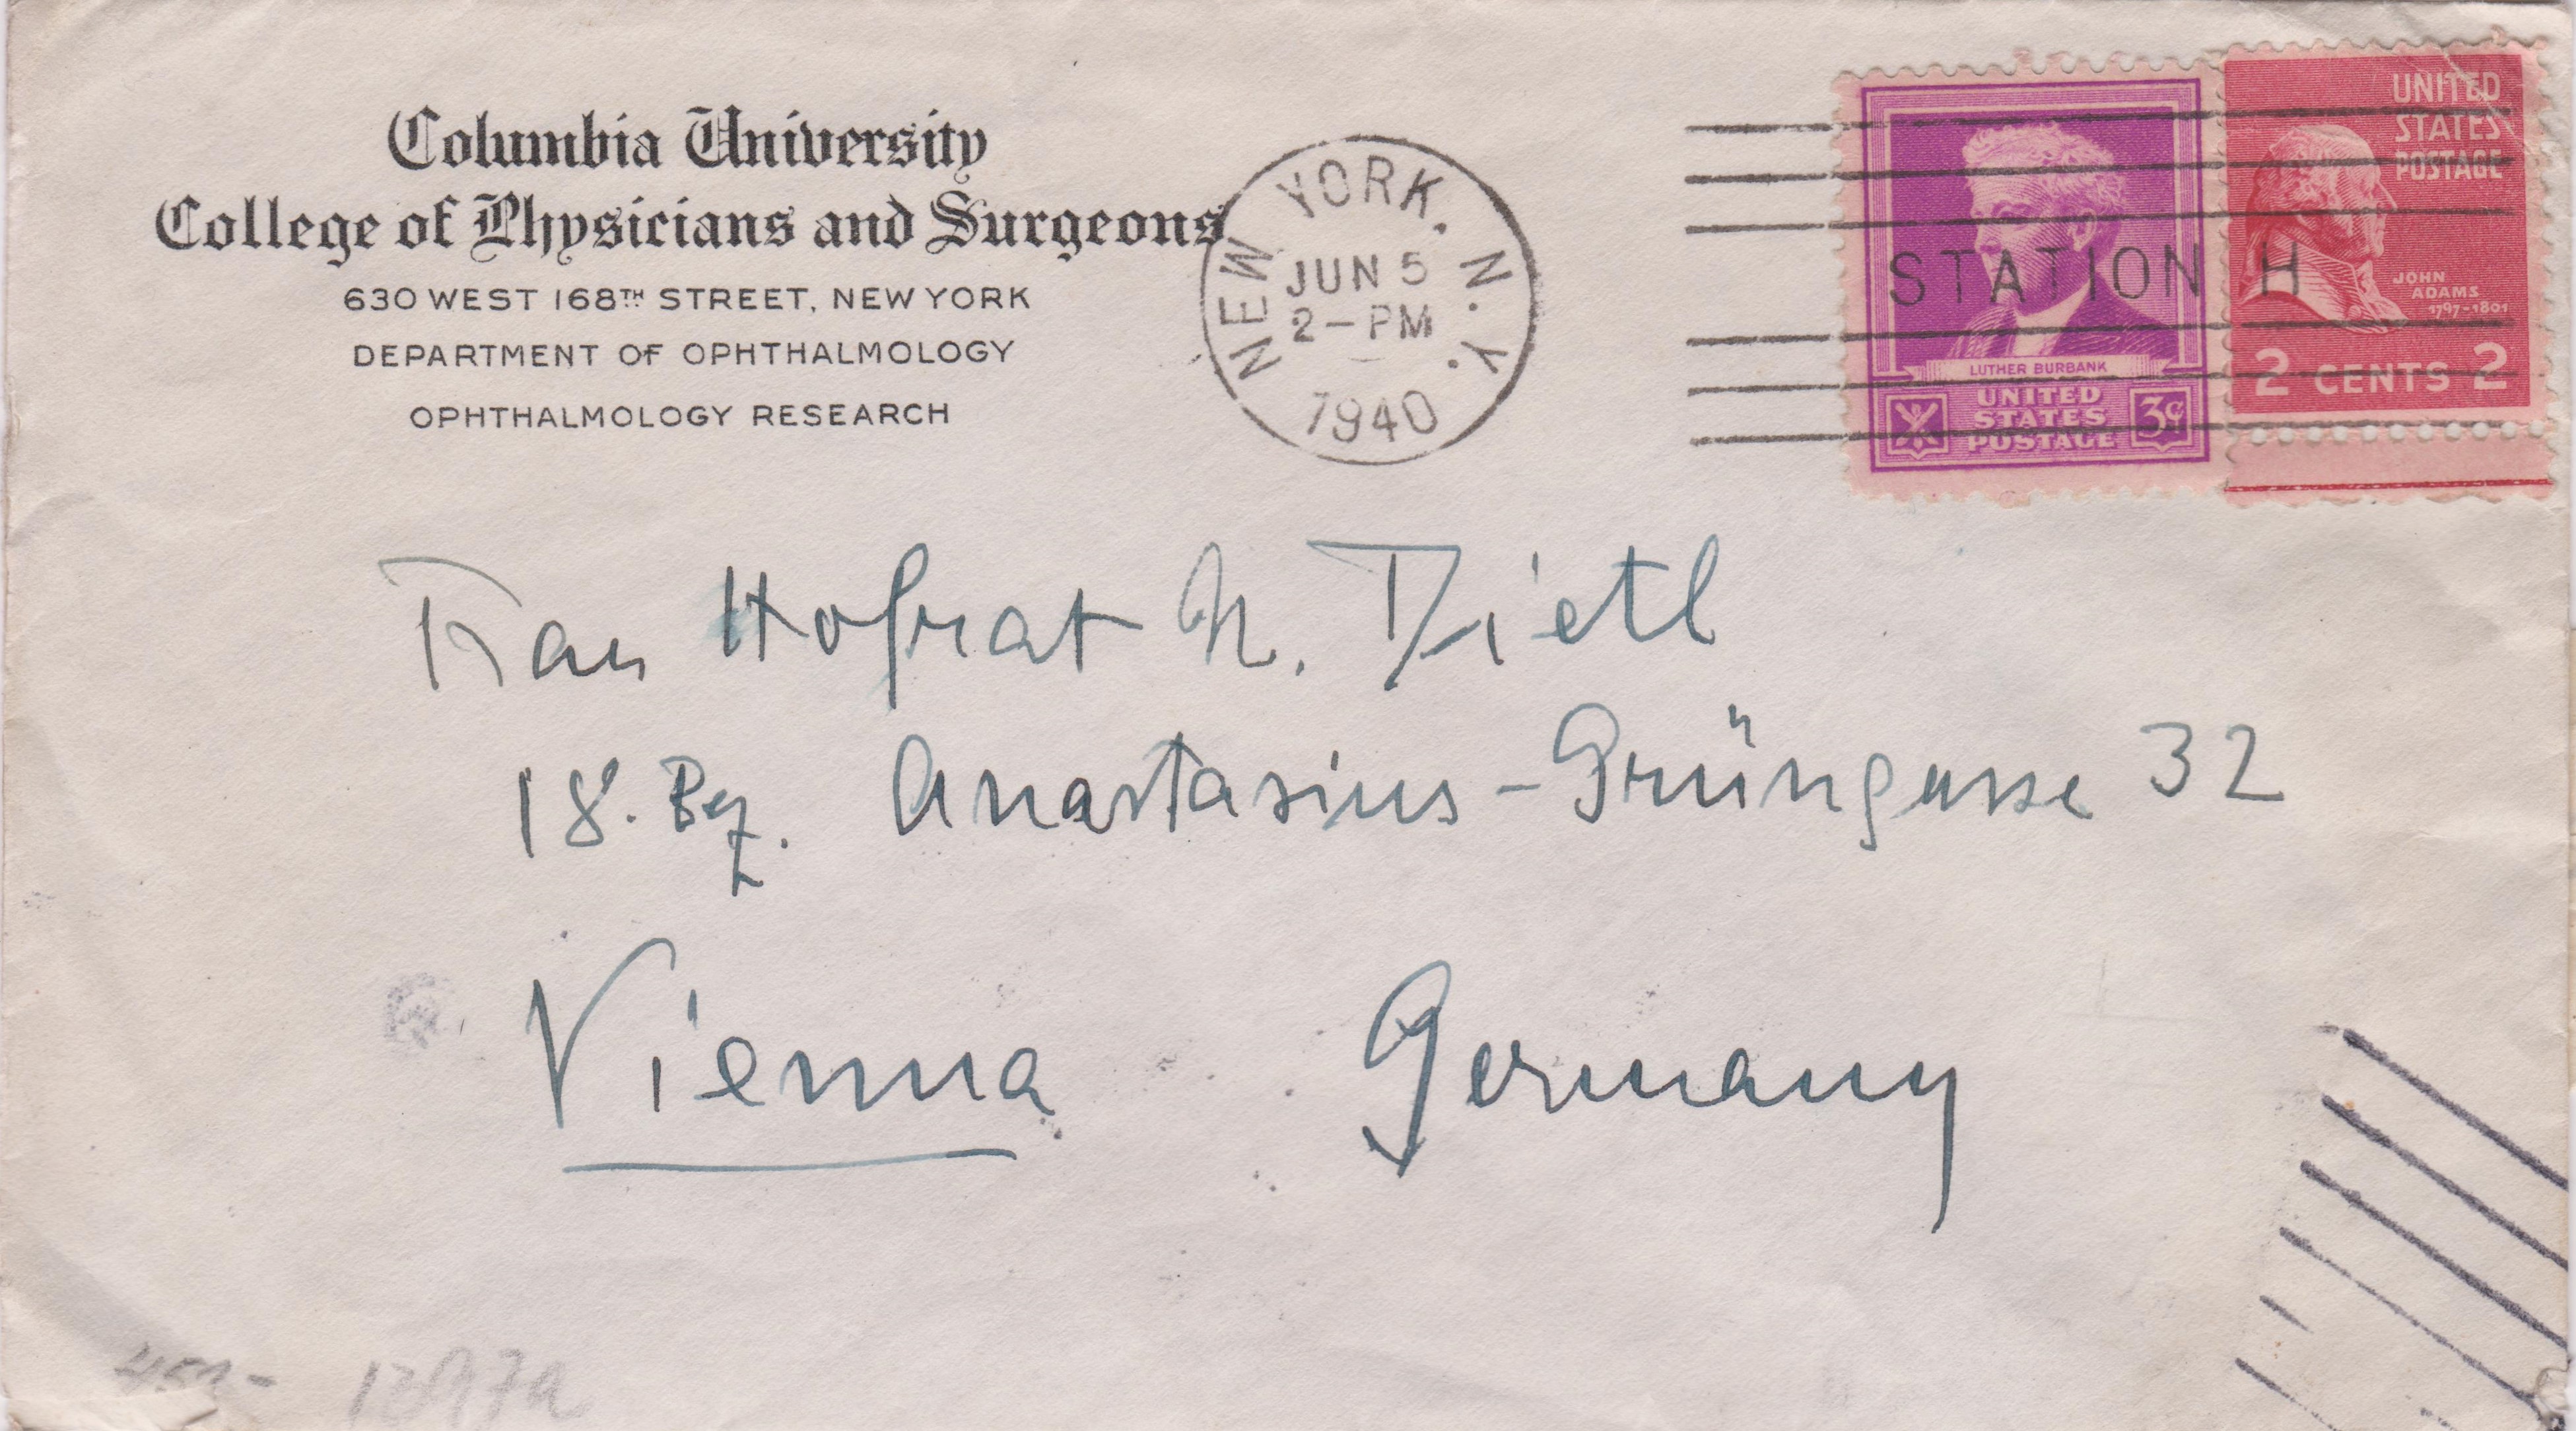 Columbia University
College of Physicians and Surgeons
630 WEST 168TH STREET, NEW YORK
DEPARTMENT OF OPHTHALMOLOGY
OPHTHALMOLOGY RESEARCH
NEW YORK, N.Y.
JUN 5
2-PM
1940
STATION H
LUTHER BURBANK
UNITED
STATES
POSTAGE
3¢
UNITED
STATES
POSTAGE
JOHN
ADAMS
1797-1801
2 CENTS 2
Frau Hofrat N. Dietl
18. Bez. Anastasius-Grüngasse 32
Vienna Germany